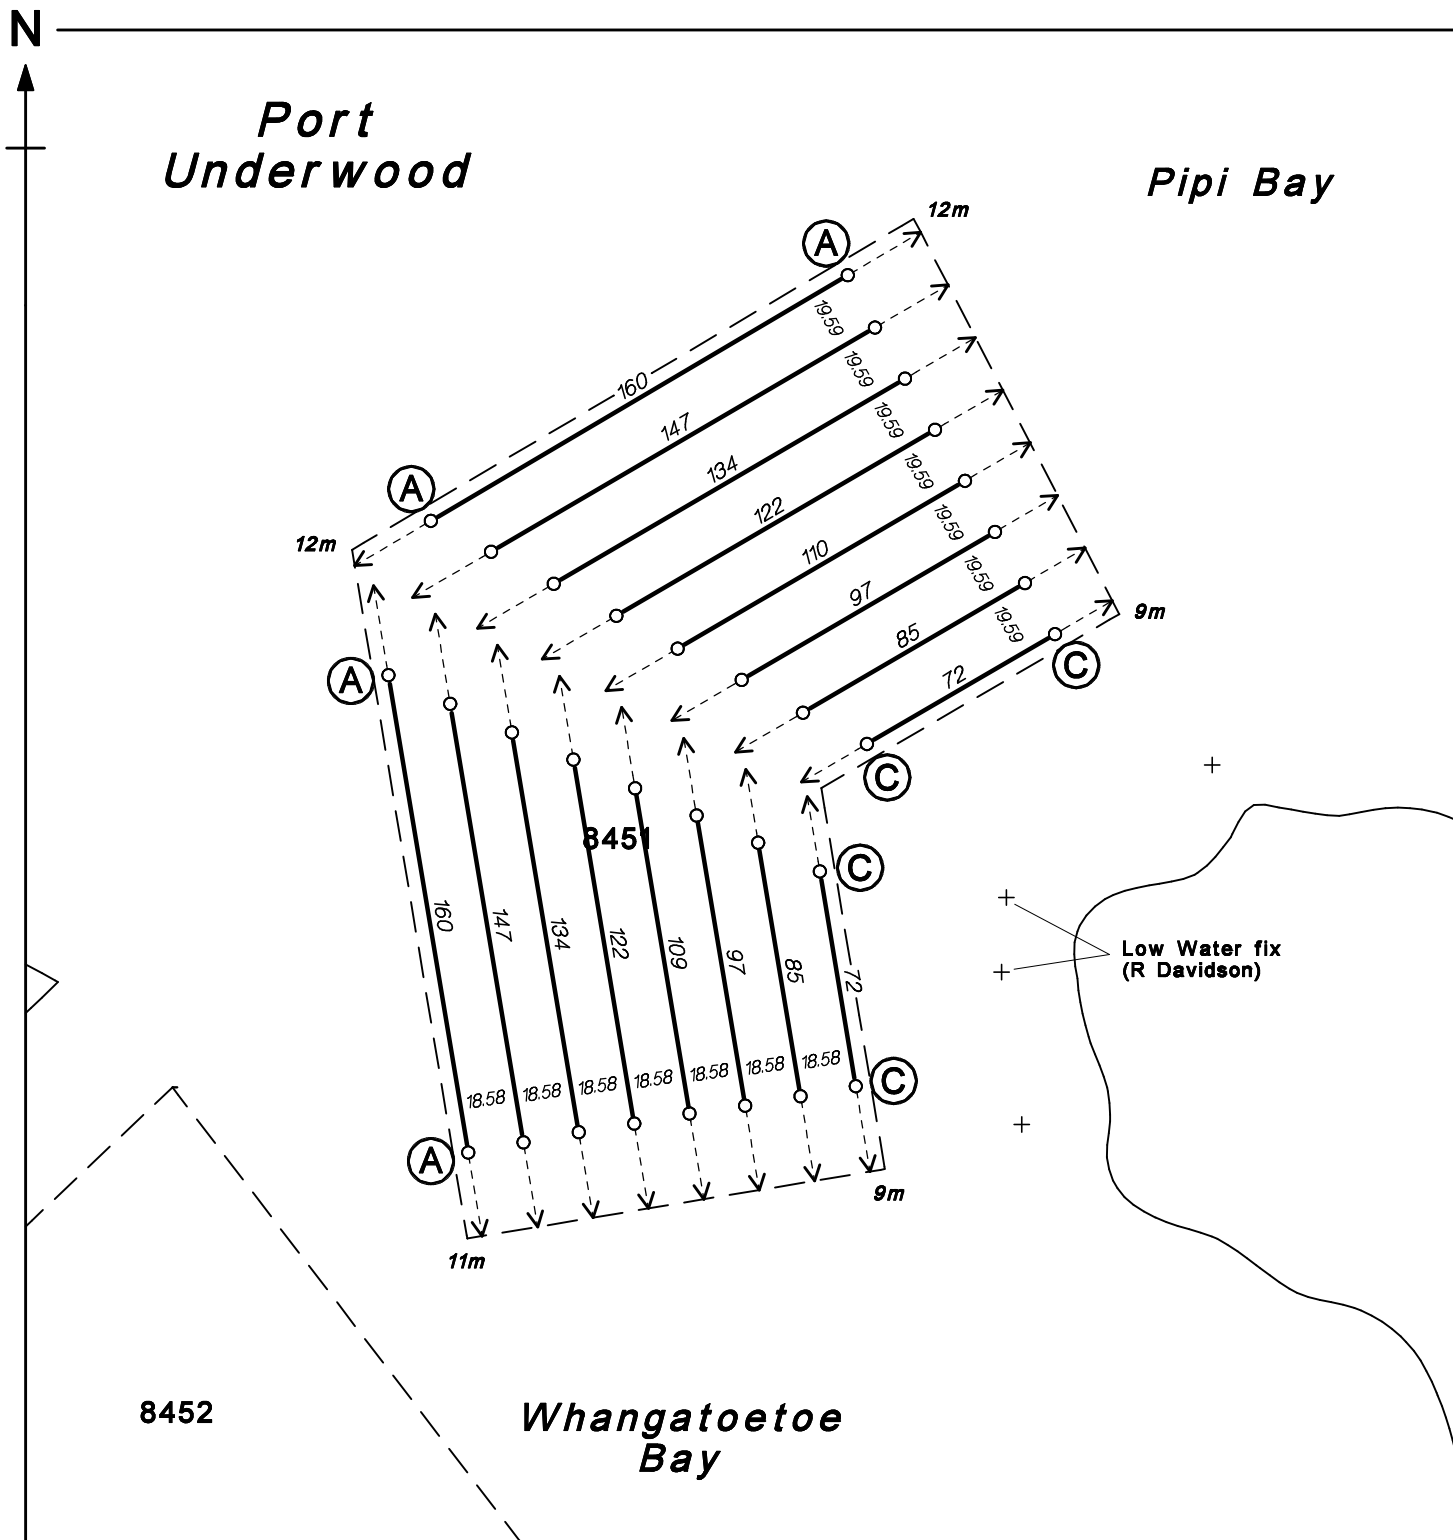 N
Port
Underwood
Pipi Bay
12m
A
19.59
160
19.59
147
19.59
A
134
19.59
12m
122
19.59
110
19.59
97
19.59
9m
85
C
A
72
C
8451
C
160
147
134
122
109
97
85
72
Low Water fix
(R Davidson)
18.58
18.58
18.58
18.58
18.58
18.58
18.58
C
A
9m
11m
8452
Whangatoetoe
Bay